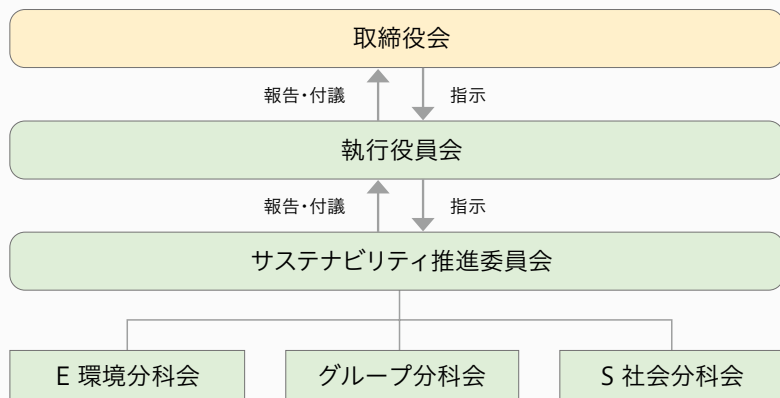 取締役会
報告・付議
指示
執行役員会
報告・付議
指示
サステナビリティ推進委員会
E 環境分科会
グループ分科会
S 社会分科会